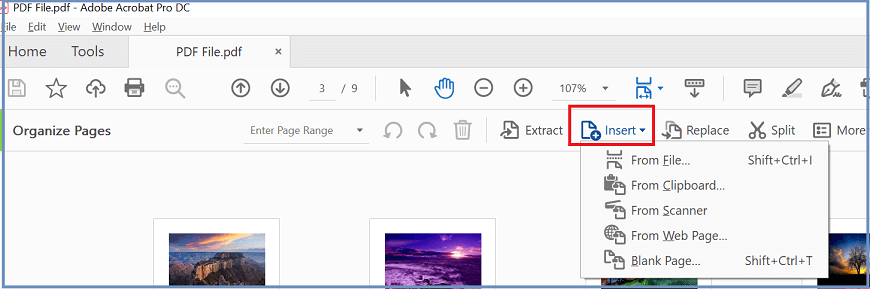 PDF File.pdf - Adobe Acrobat Pro DC
File Edit View Window Help
Home Tools PDF File.pdf ×
3 / 9 107%
Organize Pages Enter Page Range Extract Insert Replace Split More
From File... Shift+Ctrl+I
From Clipboard...
From Scanner
From Web Page...
Blank Page... Shift+Ctrl+T